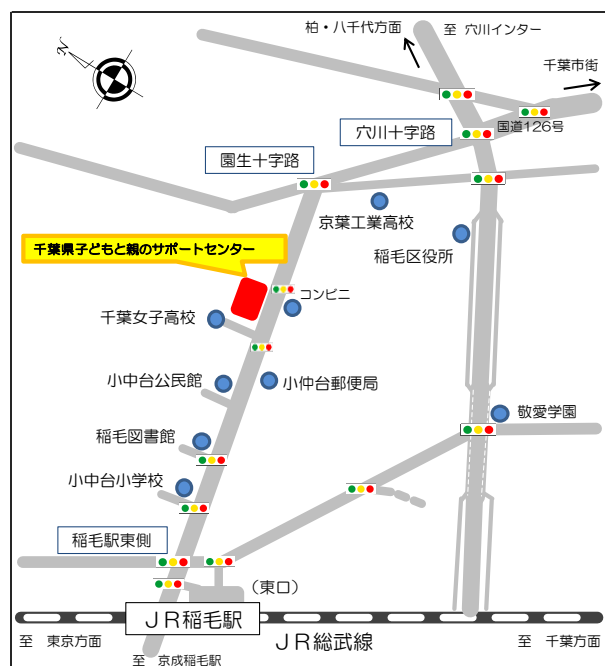 柏・八千代方面
至 穴川インター
千葉市街
N
国道126号
穴川十字路
園生十字路
京葉工業高校
稲毛区役所
千葉県子どもと親のサポートセンター
コンビニ
千葉女子高校
小中台公民館
小仲台郵便局
敬愛学園
稲毛図書館
小中台小学校
稲毛駅東側
（東口）
ＪＲ稲毛駅
至 東京方面
ＪＲ総武線
至 千葉方面
至 京成稲毛駅